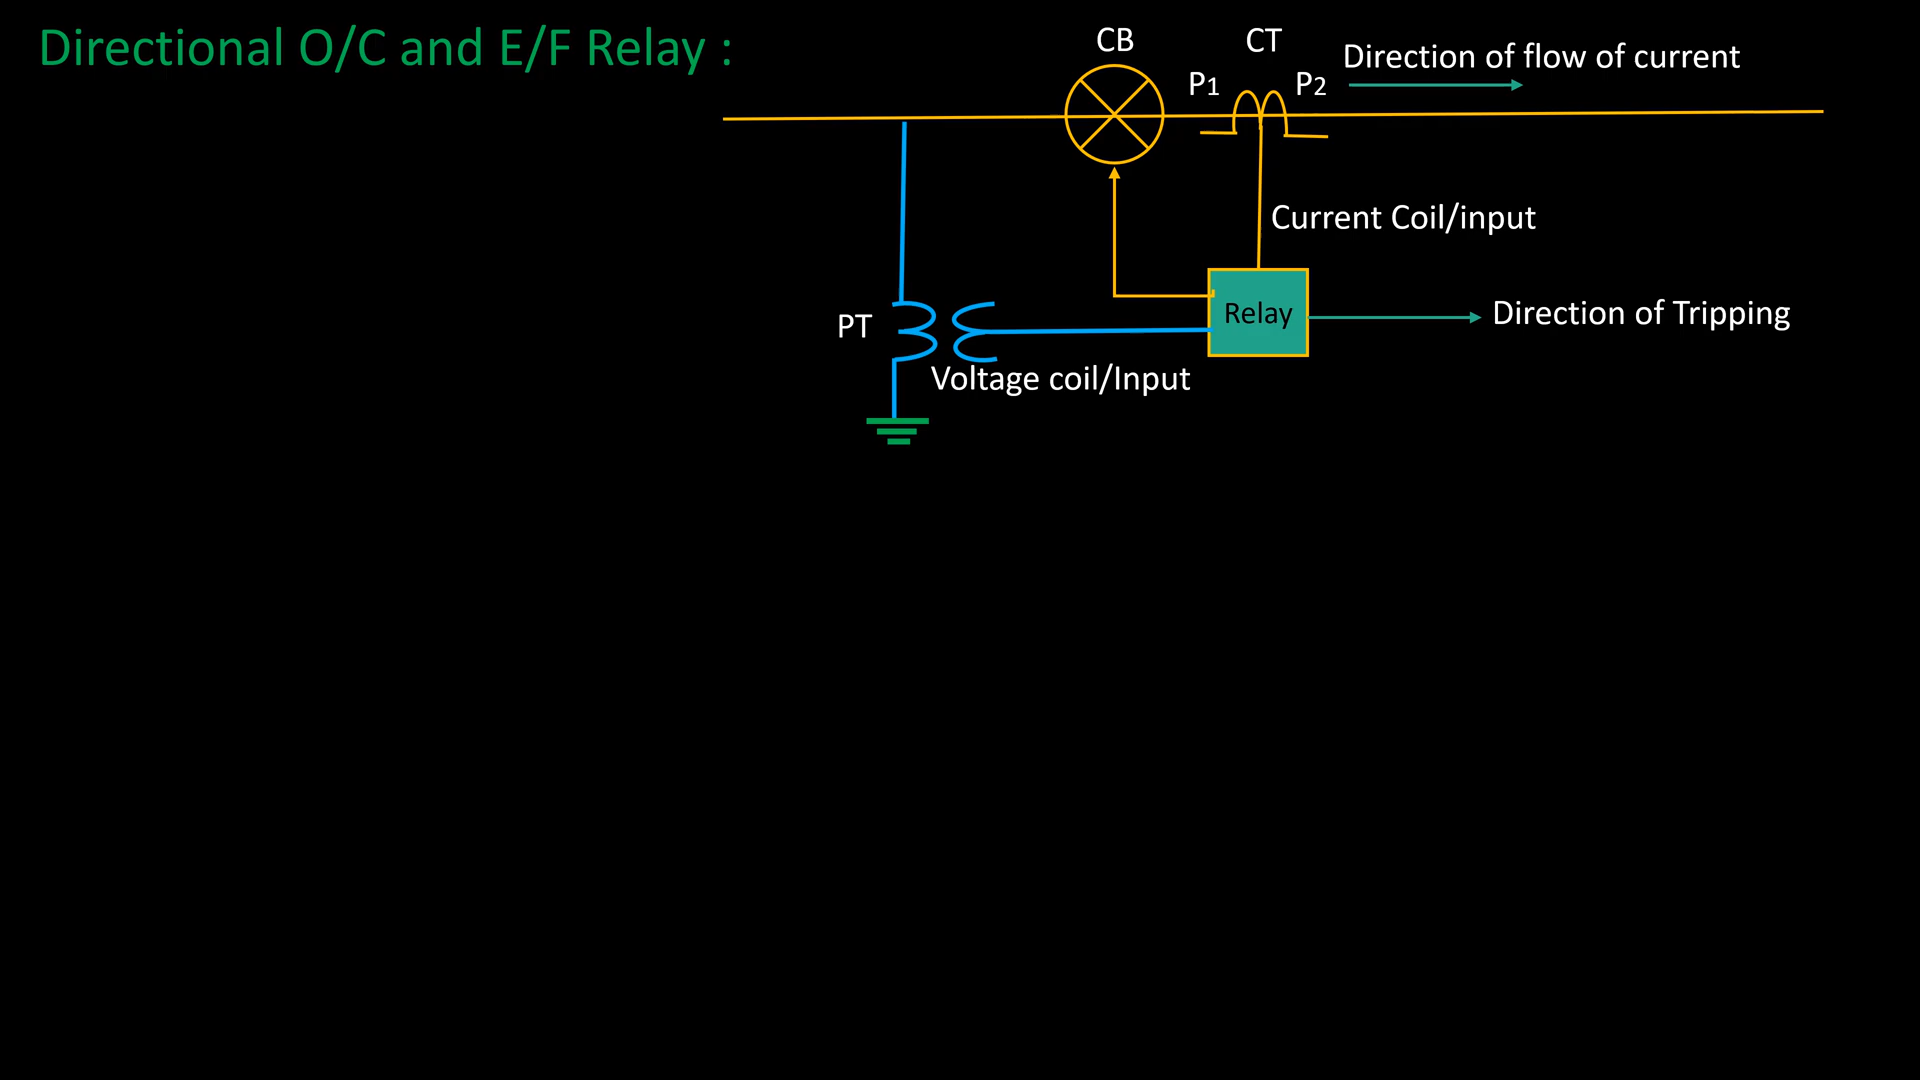 Directional O/C and E/F Relay :
CB
CT
P1
P2
Direction of flow of current
Current Coil/input
Relay
Direction of Tripping
PT
Voltage coil/Input